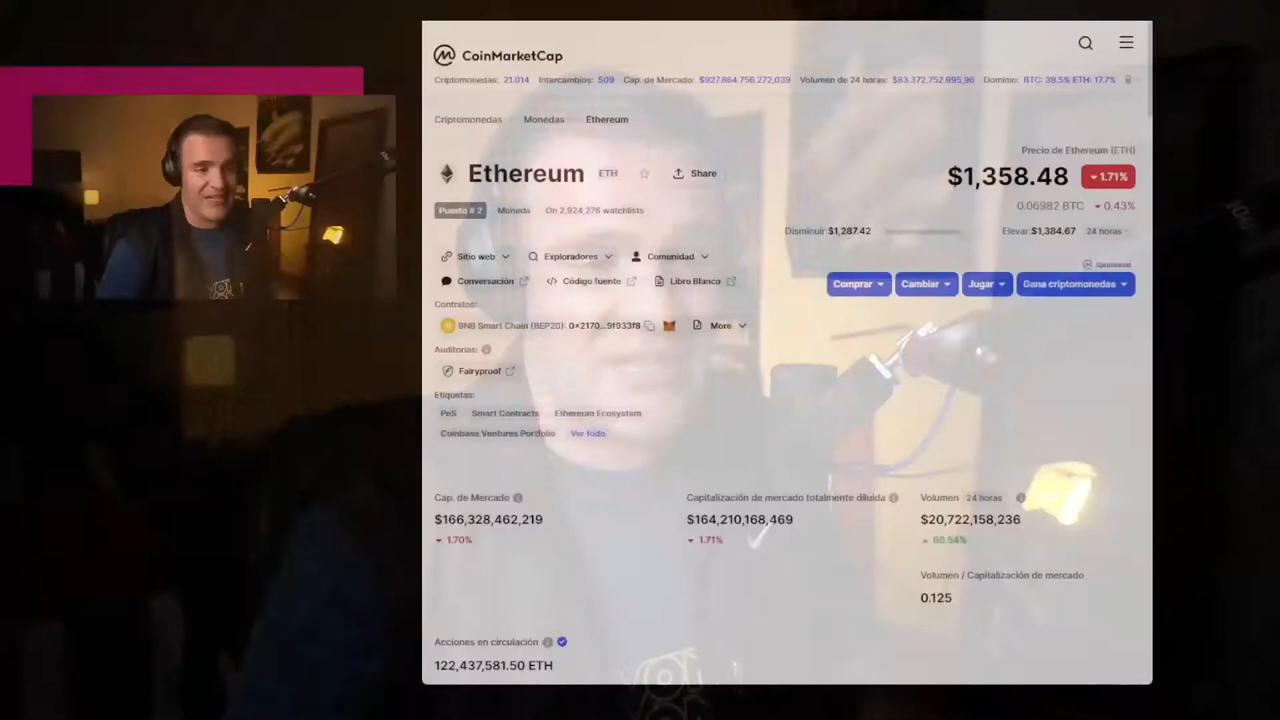 CoinMarketCap
Criptomonedas: 21.014 Intercambios: 509 Cap. de Mercado: $927.864.756.272,039 Volumen de 24 horas: $83.372.752.995,96 Dominio: BTC: 39.5% ETH: 17.7%
Criptomonedas Monedas Ethereum
Precio de Ethereum (ETH)
Ethereum ETH Share $1,358.48 1.71%
0.06982 BTC 0.43%
Puesto # 2 Moneda On 2,924,276 watchlists
Disminuir:$1,287.42 Elevar:$1,384.67 24 horas
Sitio web Exploradores Comunidad
Sponsored
Conversación Código fuente Libro Blanco Comprar Cambiar Jugar Gana criptomonedas
Contratos:
BNB Smart Chain (BEP20) 0x2170...9f933f8 More
Auditorias:
Fairyproof
Etiquetas:
PoS Smart Contracts Ethereum Ecosystem
Coinbase Ventures Portfolio Ver todo
Cap. de Mercado Capitalización de mercado totalmente diluida Volumen 24 horas
$166,328,462,219 $164,210,168,469 $20,722,158,236
1.70% 1.71% 60.54%
Volumen / Capitalización de mercado
0.125
Acciones en circulación
122,437,581.50 ETH